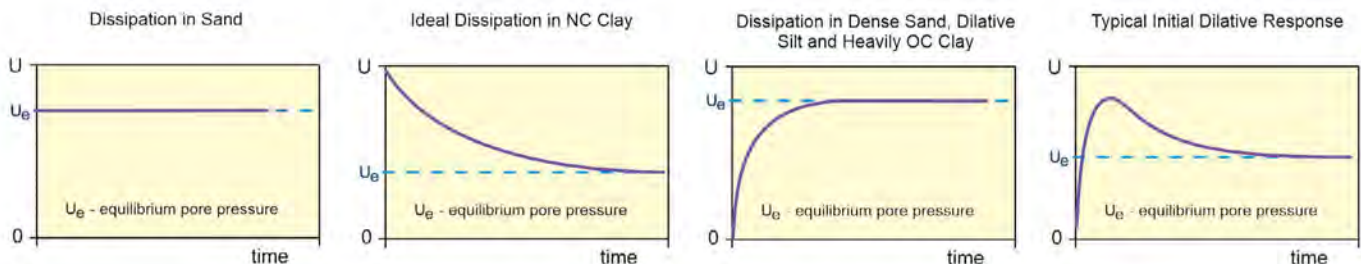 Dissipation in Sand
U
Ue
Ue - equilibrium pore pressure
0
time
Ideal Dissipation in NC Clay
U
Ue
Ue - equilibrium pore pressure
0
time
Dissipation in Dense Sand, Dilative
Silt and Heavily OC Clay
U
Ue
Ue - equilibrium pore pressure
0
time
Typical Initial Dilative Response
U
Ue
Ue - equilibrium pore pressure
0
time